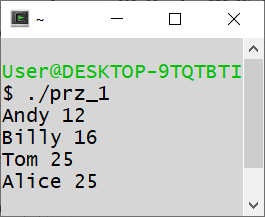 ~
User@DESKTOP-9TQTBTI
$ ./prz_1
Andy 12
Billy 16
Tom 25
Alice 25